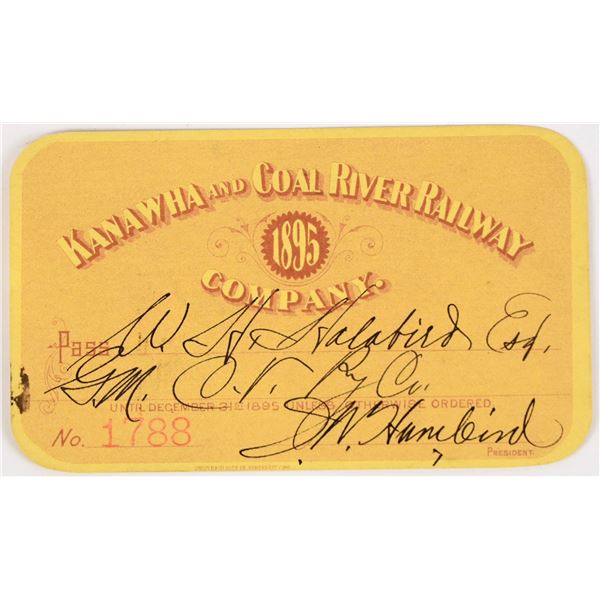 KANAWHA AND COAL RIVER RAILWAY
1895
COMPANY.
Pass W. H. Holabird Esq.
G.M. C.V. Ry Co.
UNTIL DECEMBER 31ST 1895 UNLESS OTHERWISE ORDERED.
No. 1788
PRESIDENT.